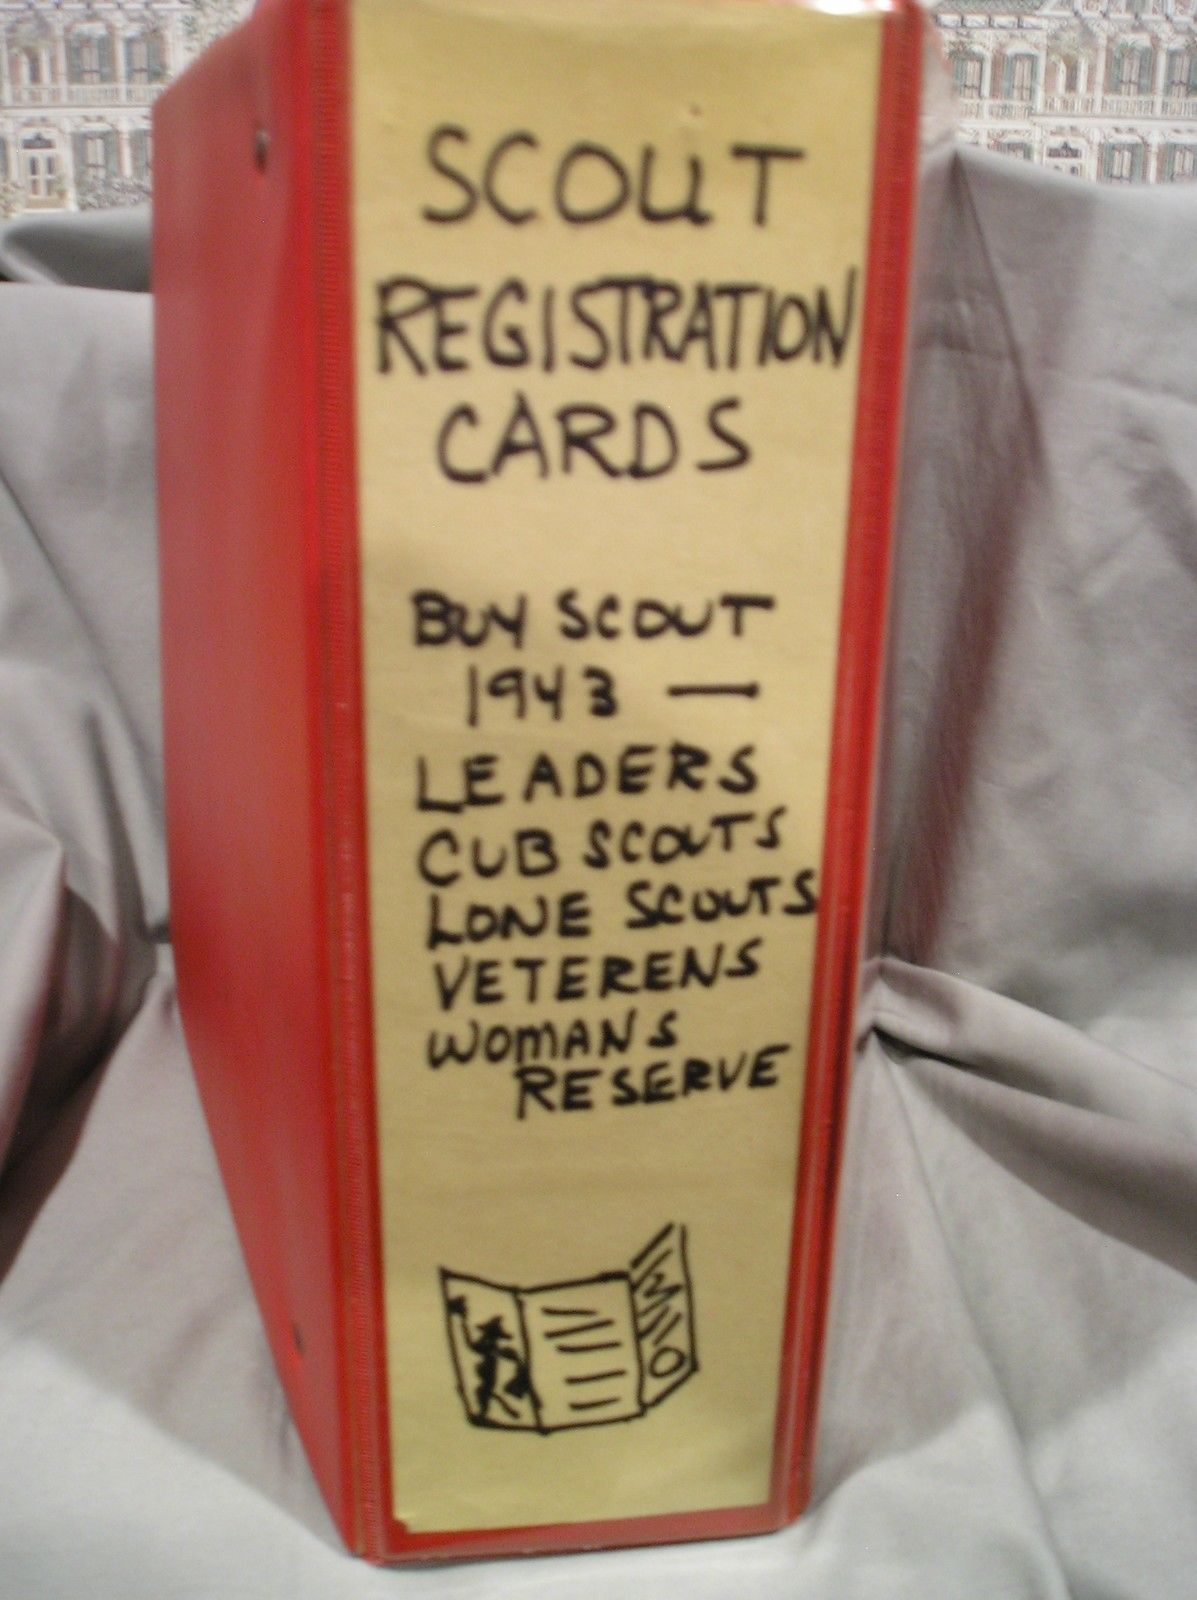 SCOUT
REGISTRATION
CARDS
BOY SCOUT
1943 —
LEADERS
CUB SCOUTS
LONE SCOUTS
VETERENS
WOMANS
RESERVE